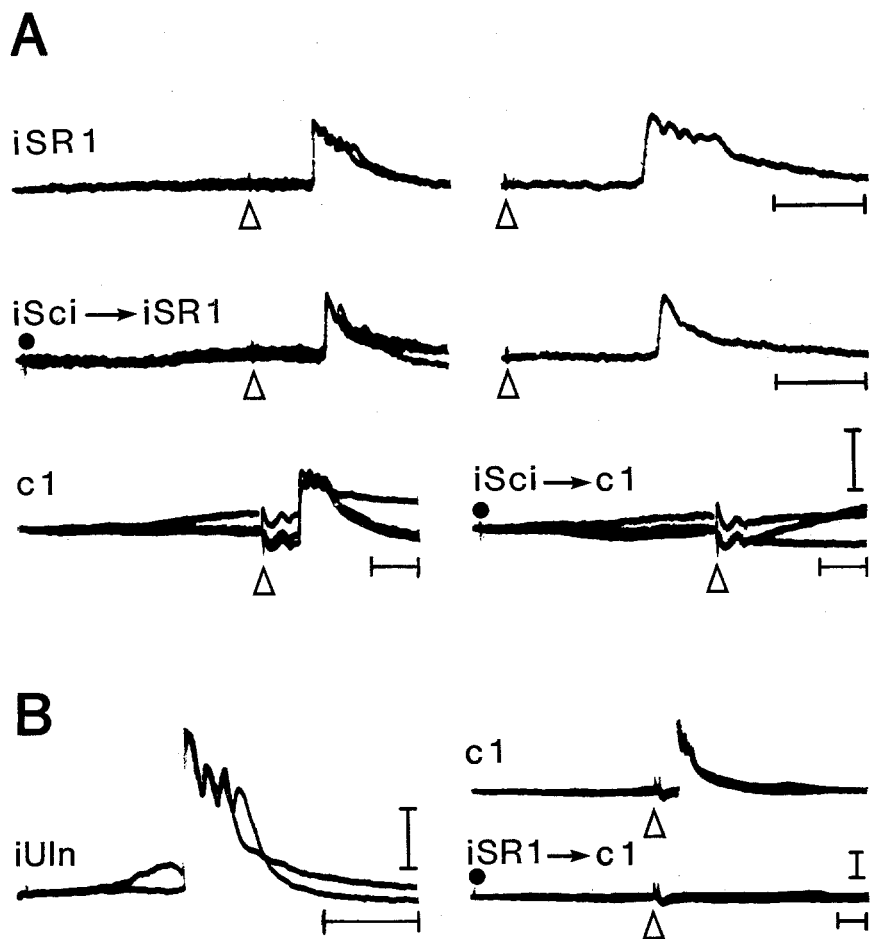 A
iSR1
iSci → iSR1
c1
iSci → c1
B
iUln
c1
iSR1 → c1